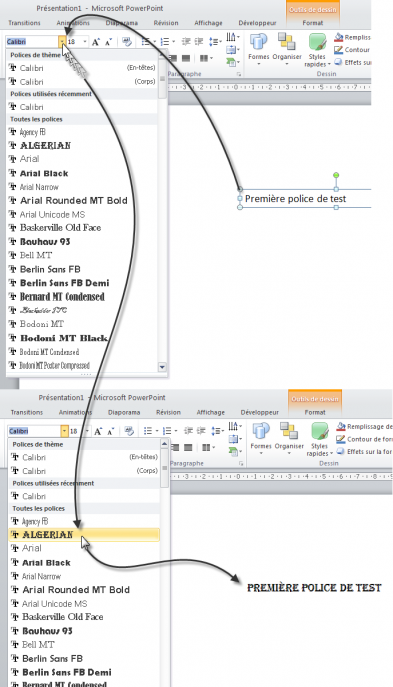 Présentation1 - Microsoft PowerPoint
Outils de dessin
Transitions Animations Diaporama Révision Affichage Développeur Format
Calibri 18
Rempliss
Contour
Effets su
Formes Organiser Styles rapides
Paragraphe Dessin
Polices de thème
Calibri (En-têtes)
Calibri (Corps)
Polices utilisées récemment
Calibri
Toutes les polices
Agency FB
ALGERIAN
Arial
Arial Black
Arial Narrow
Arial Rounded MT Bold
Arial Unicode MS
Baskerville Old Face
Bauhaus 93
Bell MT
Berlin Sans FB
Berlin Sans FB Demi
Bernard MT Condensed
Bodoni MT
Bodoni MT Black
Bodoni MT Condensed
Bodoni MT Poster Compressed
Première police de test
Présentation1 - Microsoft PowerPoint
Outils de dessin
Transitions Animations Diaporama Révision Affichage Développeur Format
Calibri 18
Remplissage de
Contour de for
Effets sur la for
Formes Organiser Styles rapides
Paragraphe Dessin
Polices de thème
Calibri (En-têtes)
Calibri (Corps)
Polices utilisées récemment
Calibri
Toutes les polices
Agency FB
ALGERIAN
Arial
Arial Black
Arial Narrow
Arial Rounded MT Bold
Arial Unicode MS
Baskerville Old Face
Bauhaus 93
Bell MT
Berlin Sans FB
Berlin Sans FB Demi
Bernard MT Condensed
PREMIÈRE POLICE DE TEST